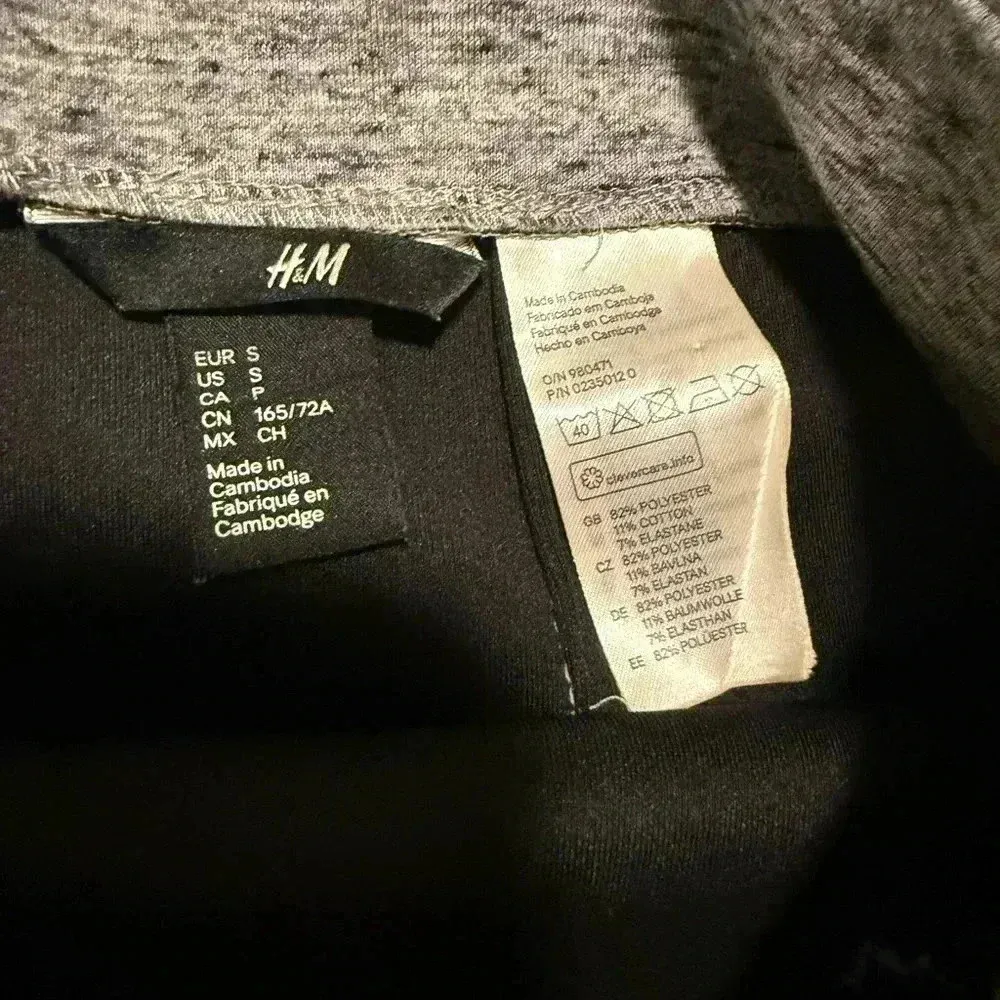 H&M
EUR S
US S
CA P
CN 165/72A
MX CH
Made in
Cambodia
Fabriqué en
Cambodge
Made in Cambodia
Fabricado em Camboja
Fabriqué en Cambodge
Hecho en Camboya
O/N 980471
P/N 0235012 0
40
clevercare.info
GB 82% POLYESTER
11% COTTON
7% ELASTANE
CZ 82% POLYESTER
11% BAVLNA
7% ELASTAN
DE 82% POLYESTER
11% BAUMWOLLE
7% ELASTHAN
EE 82% POLÜESTER